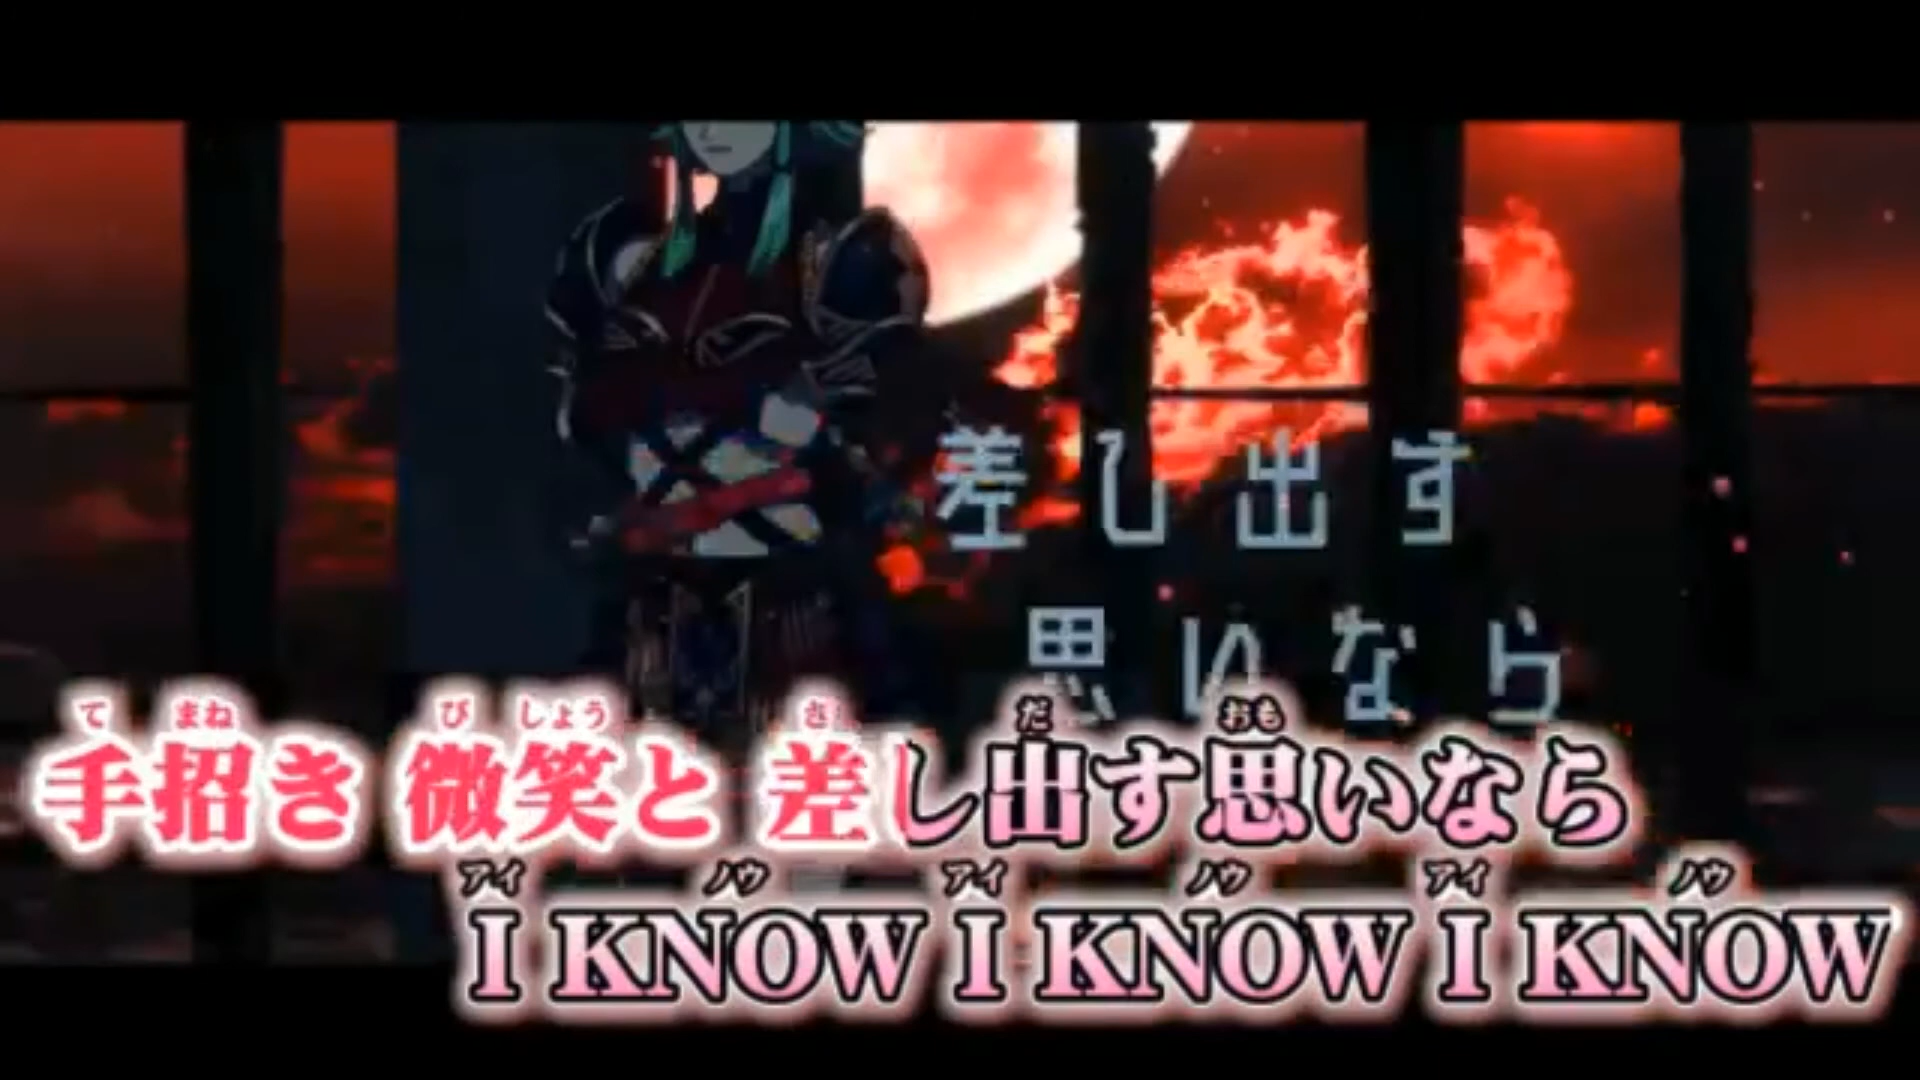 差し出す
思いなら
て まね び しょう さ だ おも
手招き 微笑と 差し出す思いなら
アイ ノウ アイ ノウ アイ ノウ
I KNOW I KNOW I KNOW